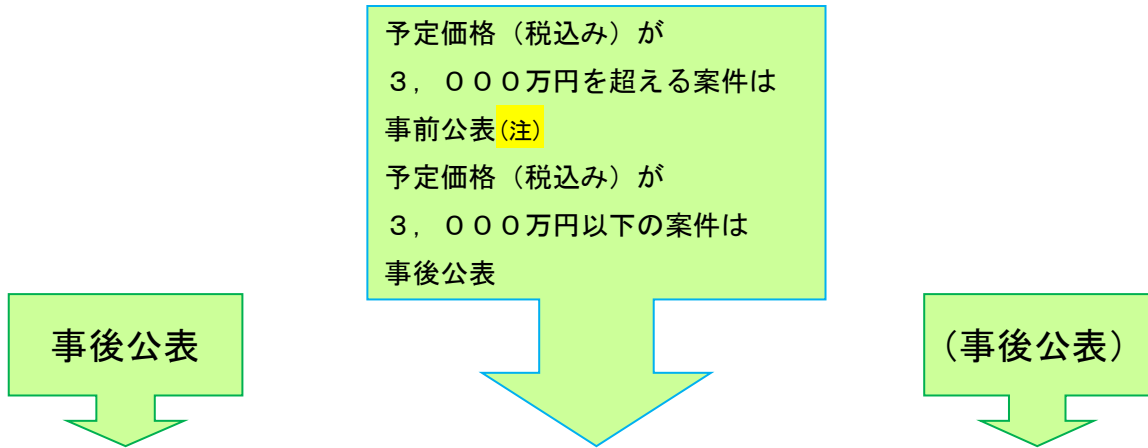 予定価格（税込み）が
３，０００万円を超える案件は
事前公表(注)
予定価格（税込み）が
３，０００万円以下の案件は
事後公表
事後公表
（事後公表）